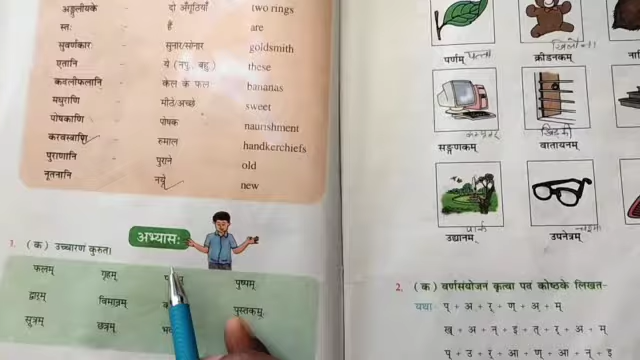 अङ्गुलीयके - दो अँगूठियाँ two rings
स्तः - हैं are
सुवर्णकारः - सुनार/सोनार goldsmith
एतानि - ये (नपु., बहु.) these
कदलीफलानि - केले के फल bananas
मधुराणि - मीठे/अच्छे sweet
पोषकाणि - पोषक naurishment
करवस्त्राणि - रुमाल handkerchiefs
पुराणानि - पुराने old
नूतनानि - नये new
अभ्यासः
1. (क) उच्चारणं कुरुत।
फलम् गृहम् पुष्पम्
द्वारम् विमानम् पुस्तकम्
सूत्रम् छत्रम्
पर्णम् पत्ता क्रीडनकम् खिलौना
सङ्गणकम् वातायनम् खिड़की
उद्यानम् पार्क उपनेत्रम्
2. (क) वर्णसंयोजनं कृत्वा पदं कोष्ठके लिखत-
यथा- प् + अ + र् + ण् + अ + म्
ख् + अ + न् + इ + त् + र् + अ + म्
प् + उ + र् + आ + ण् + आ + न् + इ